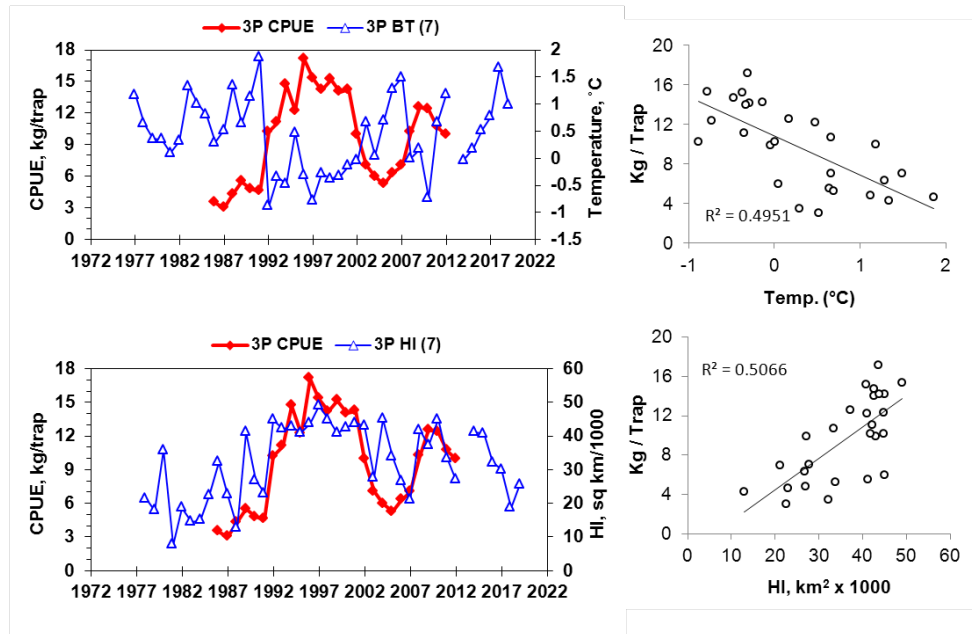 3P CPUE 3P BT (7)
CPUE, kg/trap
18
15
12
9
6
3
0
2
1.5
1
0.5
0
-0.5
-1
-1.5
Temperature, ˚C
1972 1977 1982 1987 1992 1997 2002 2007 2012 2017 2022
Kg / Trap
20
16
12
8
4
0
R² = 0.4951
-1 0 1 2
Temp. (°C)
3P CPUE 3P HI (7)
CPUE, kg/trap
18
15
12
9
6
3
0
60
50
40
30
20
10
0
HI, sq km/1000
1972 1977 1982 1987 1992 1997 2002 2007 2012 2017 2022
Kg / Trap
20
16
12
8
4
0
R² = 0.5066
0 10 20 30 40 50 60
HI, km² x 1000